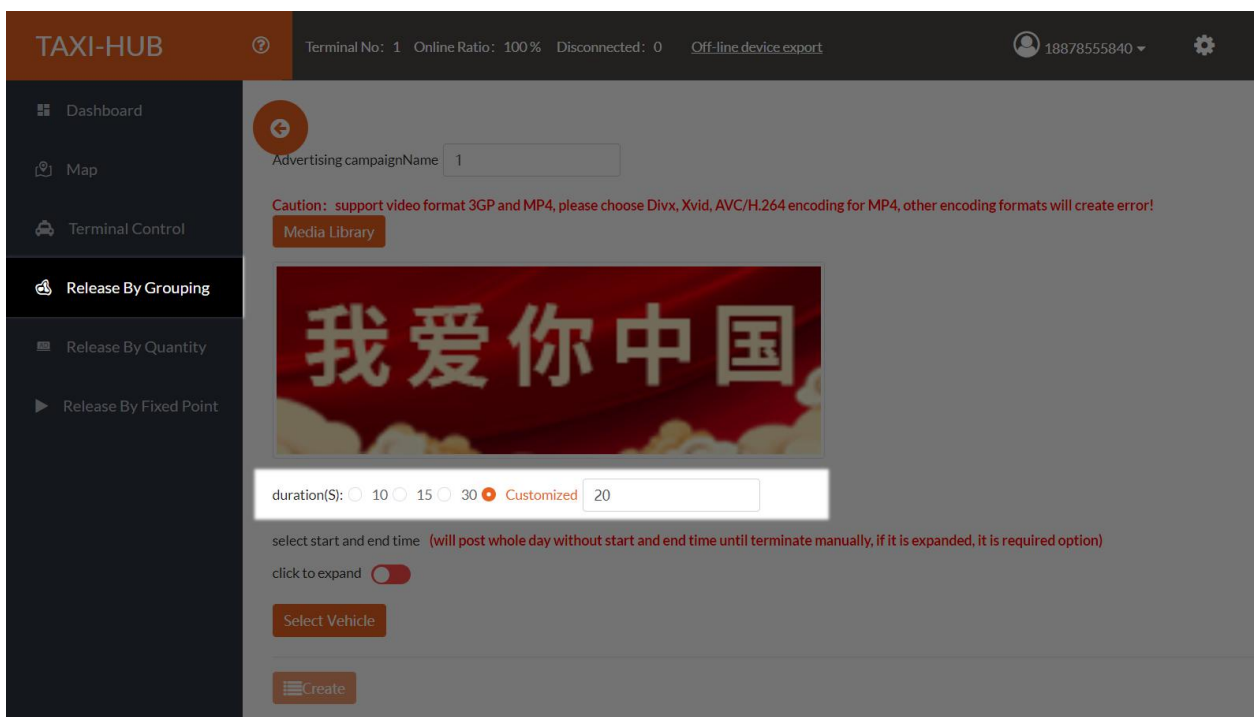 TAXI-HUB
Terminal No: 1 Online Ratio: 100% Disconnected: 0 Off-line device export
18878555840
Dashboard
Map
Terminal Control
Release By Grouping
Release By Quantity
Release By Fixed Point
Advertising campaignName 1
Caution: support video format 3GP and MP4, please choose Divx, Xvid, AVC/H.264 encoding for MP4, other encoding formats will create error!
Media Library
我爱你中国
duration(S): 10 15 30 Customized 20
select start and end time (will post whole day without start and end time until terminate manually, if it is expanded, it is required option)
click to expand
Select Vehicle
Create